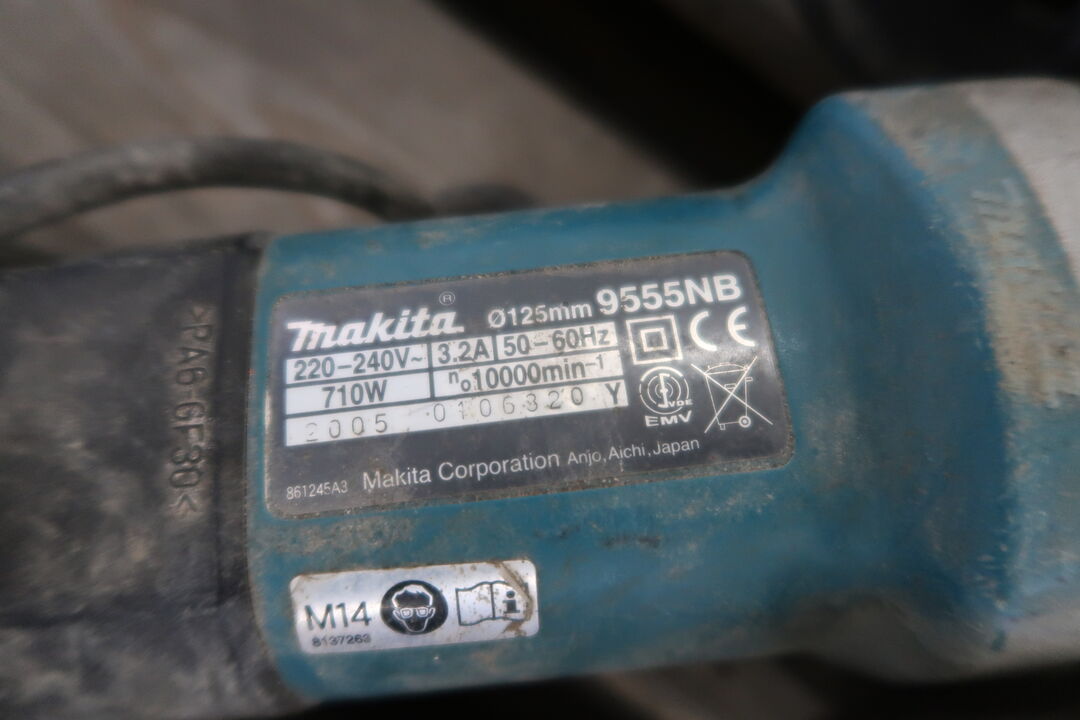 >PA6-GF30<
makita® Ø125mm 9555NB
220-240V~ 3.2A 50-60Hz
710W n₀10000min⁻¹
2005 0106320 Y
CE
VDE
EMV
861245A3 Makita Corporation Anjo, Aichi, Japan
M14
8137263